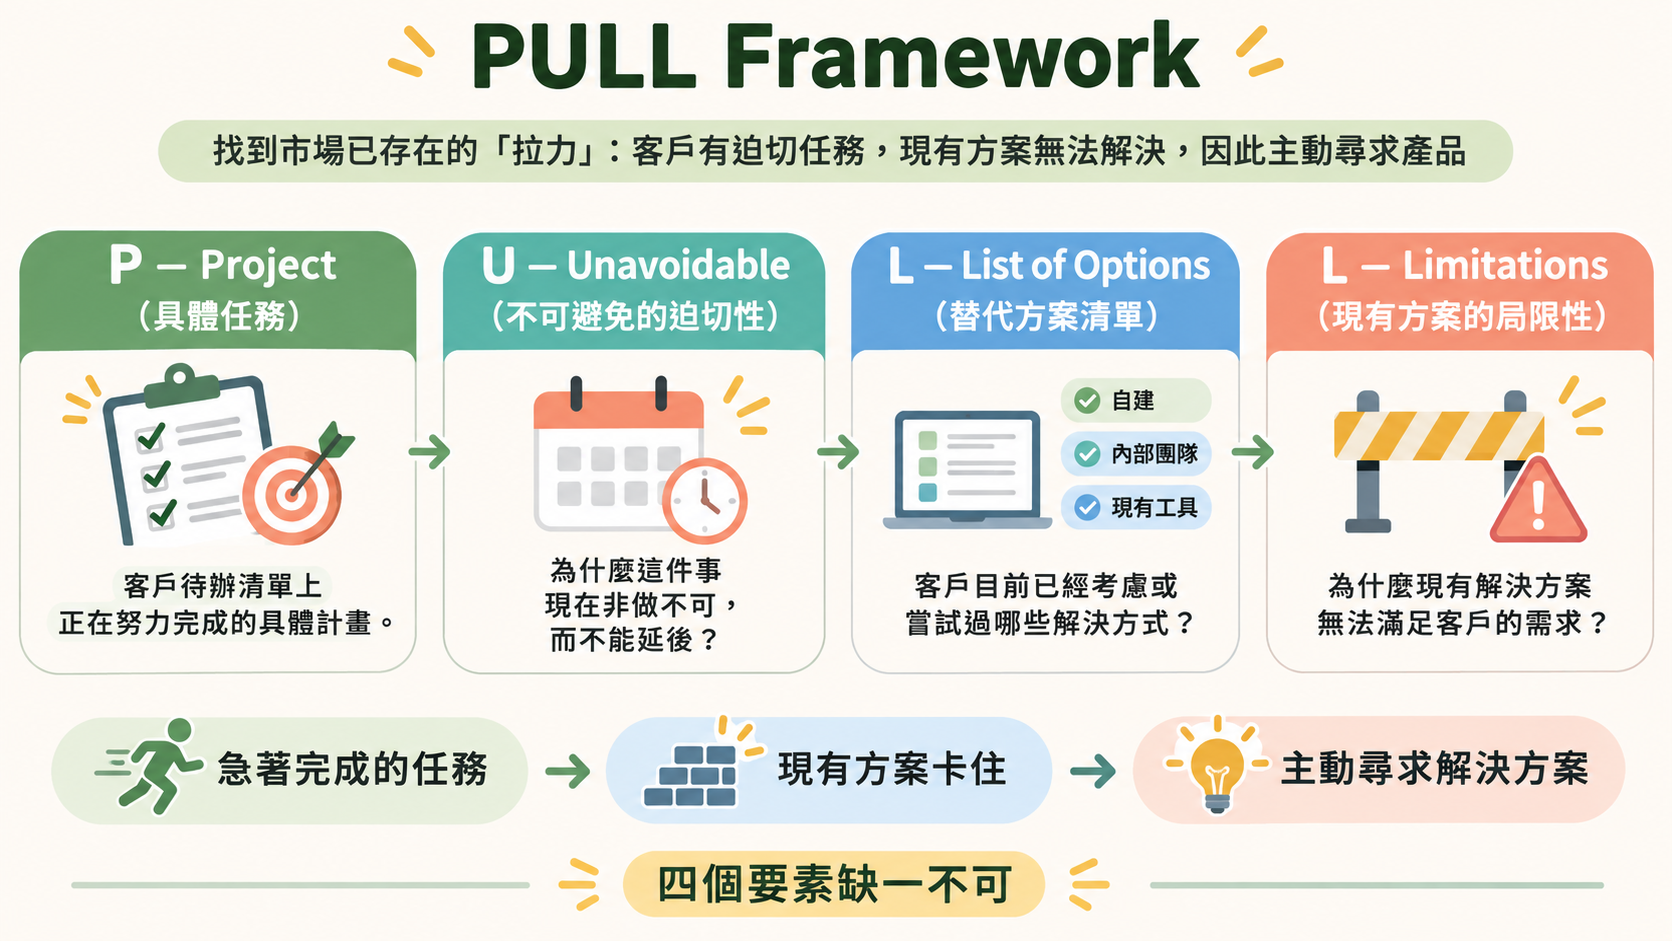 PULL Framework
找到市場已存在的「拉力」：客戶有迫切任務，現有方案無法解決，因此主動尋求產品
P — Project
（具體任務）
客戶待辦清單上
正在努力完成的具體計畫。
U — Unavoidable
（不可避免的迫切性）
為什麼這件事
現在非做不可，
而不能延後？
L — List of Options
（替代方案清單）
自建
內部團隊
現有工具
客戶目前已經考慮或
嘗試過哪些解決方式？
L — Limitations
（現有方案的局限性）
為什麼現有解決方案
無法滿足客戶的需求？
急著完成的任務
現有方案卡住
主動尋求解決方案
四個要素缺一不可